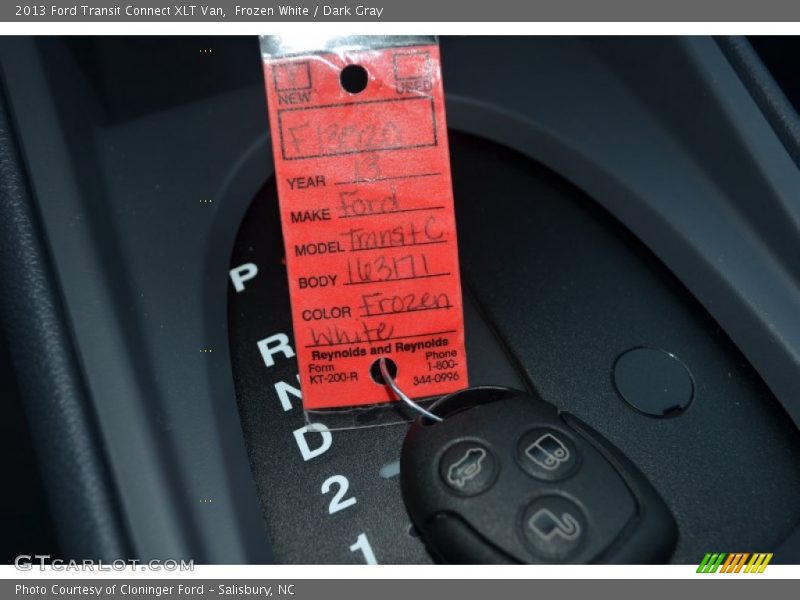 2013 Ford Transit Connect XLT Van, Frozen White / Dark Gray
NEW USED
YEAR 13
MAKE Ford
MODEL Transit C
BODY 163171
COLOR Frozen
White
Reynolds and Reynolds
Form Phone
KT-200-R 1-800-
344-0996
P
R
N
D
2
1
GTCarLot.com
Photo Courtesy of Cloninger Ford - Salisbury, NC